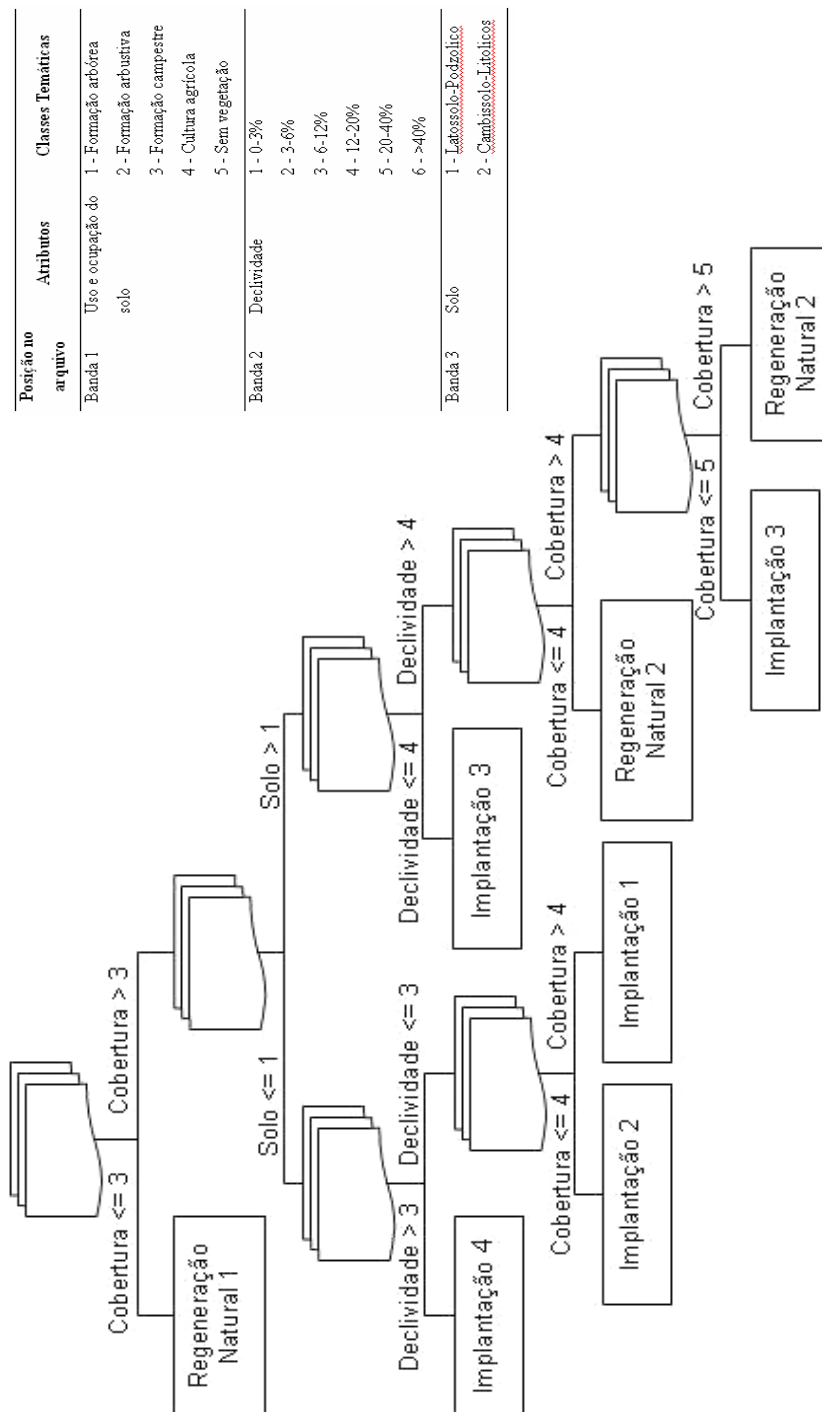 Posição no
arquivo
Atributos
Classes Temáticas
Banda 1
Uso e ocupação do
solo
1 - Formação arbórea
2 - Formação arbustiva
3 - Formação campestre
4 - Cultura agrícola
5 - Sem vegetação
Banda 2
Declividade
1 - 0-3%
2 - 3-6%
3 - 6-12%
4 - 12-20%
5 - 20-40%
6 - >40%
Banda 3
Solo
1 - Latossolo-Podzolico
2 - Cambissolo-Litolicos
Cobertura <= 3
Cobertura > 3
Regeneração
Natural 1
Solo <= 1
Solo > 1
Declividade > 3
Declividade <= 3
Declividade <= 4
Declividade > 4
Implantação 4
Implantação 3
Cobertura <= 4
Cobertura > 4
Cobertura <= 4
Cobertura > 4
Implantação 2
Implantação 1
Regeneração
Natural 2
Cobertura <= 5
Cobertura > 5
Implantação 3
Regeneração
Natural 2